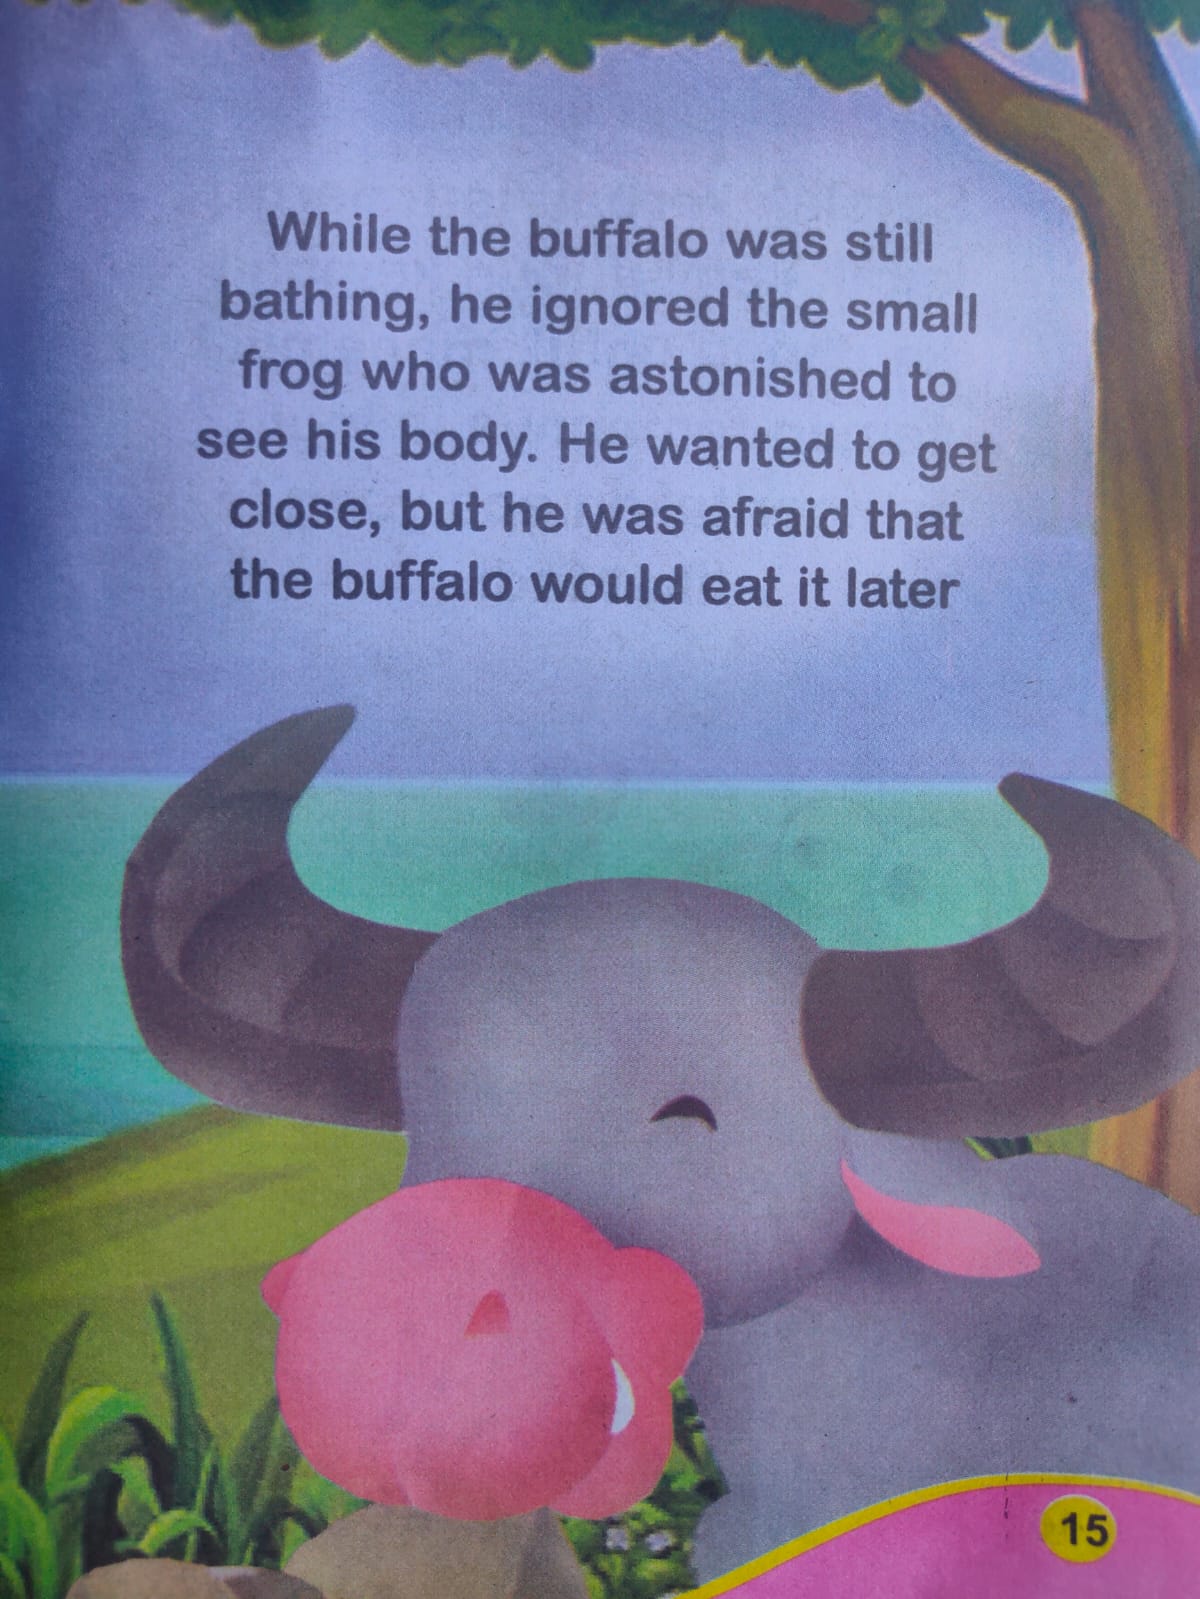 While the buffalo was still
bathing, he ignored the small
frog who was astonished to
see his body. He wanted to get
close, but he was afraid that
the buffalo would eat it later
15